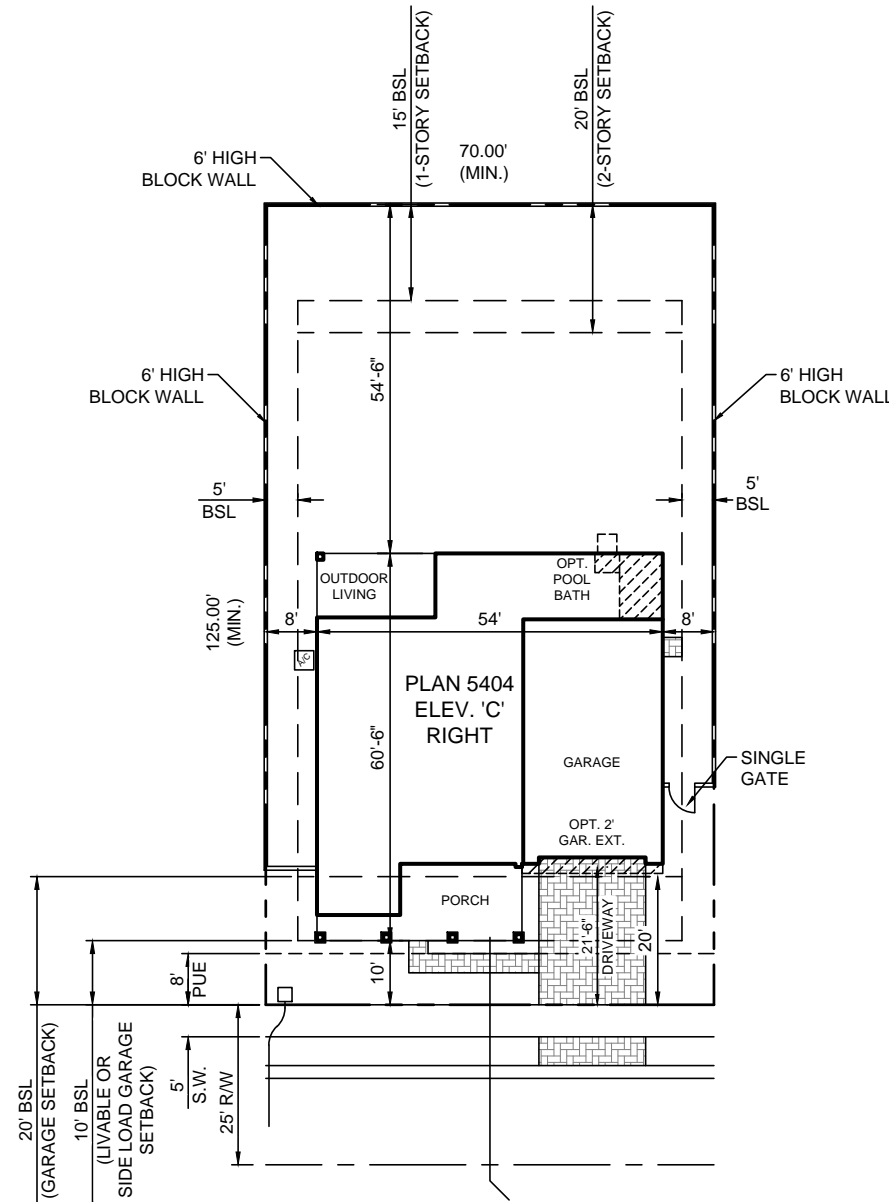 15' BSL
(1-STORY SETBACK)
20' BSL
(2-STORY SETBACK)
70.00'
(MIN.)
6' HIGH
BLOCK WALL
54'-6"
6' HIGH
BLOCK WALL
6' HIGH
BLOCK WALL
5'
BSL
5'
BSL
125.00'
(MIN.)
OUTDOOR
LIVING
OPT.
POOL
BATH
8'
54'
8'
A/C
PLAN 5404
ELEV. 'C'
RIGHT
60'-6"
GARAGE
SINGLE
GATE
OPT. 2'
GAR. EXT.
PORCH
21'-6"
DRIVEWAY
20'
10'
8'
PUE
20' BSL
(GARAGE SETBACK)
10' BSL
(LIVABLE OR
SIDE LOAD GARAGE
SETBACK)
5'
S.W.
25' R/W